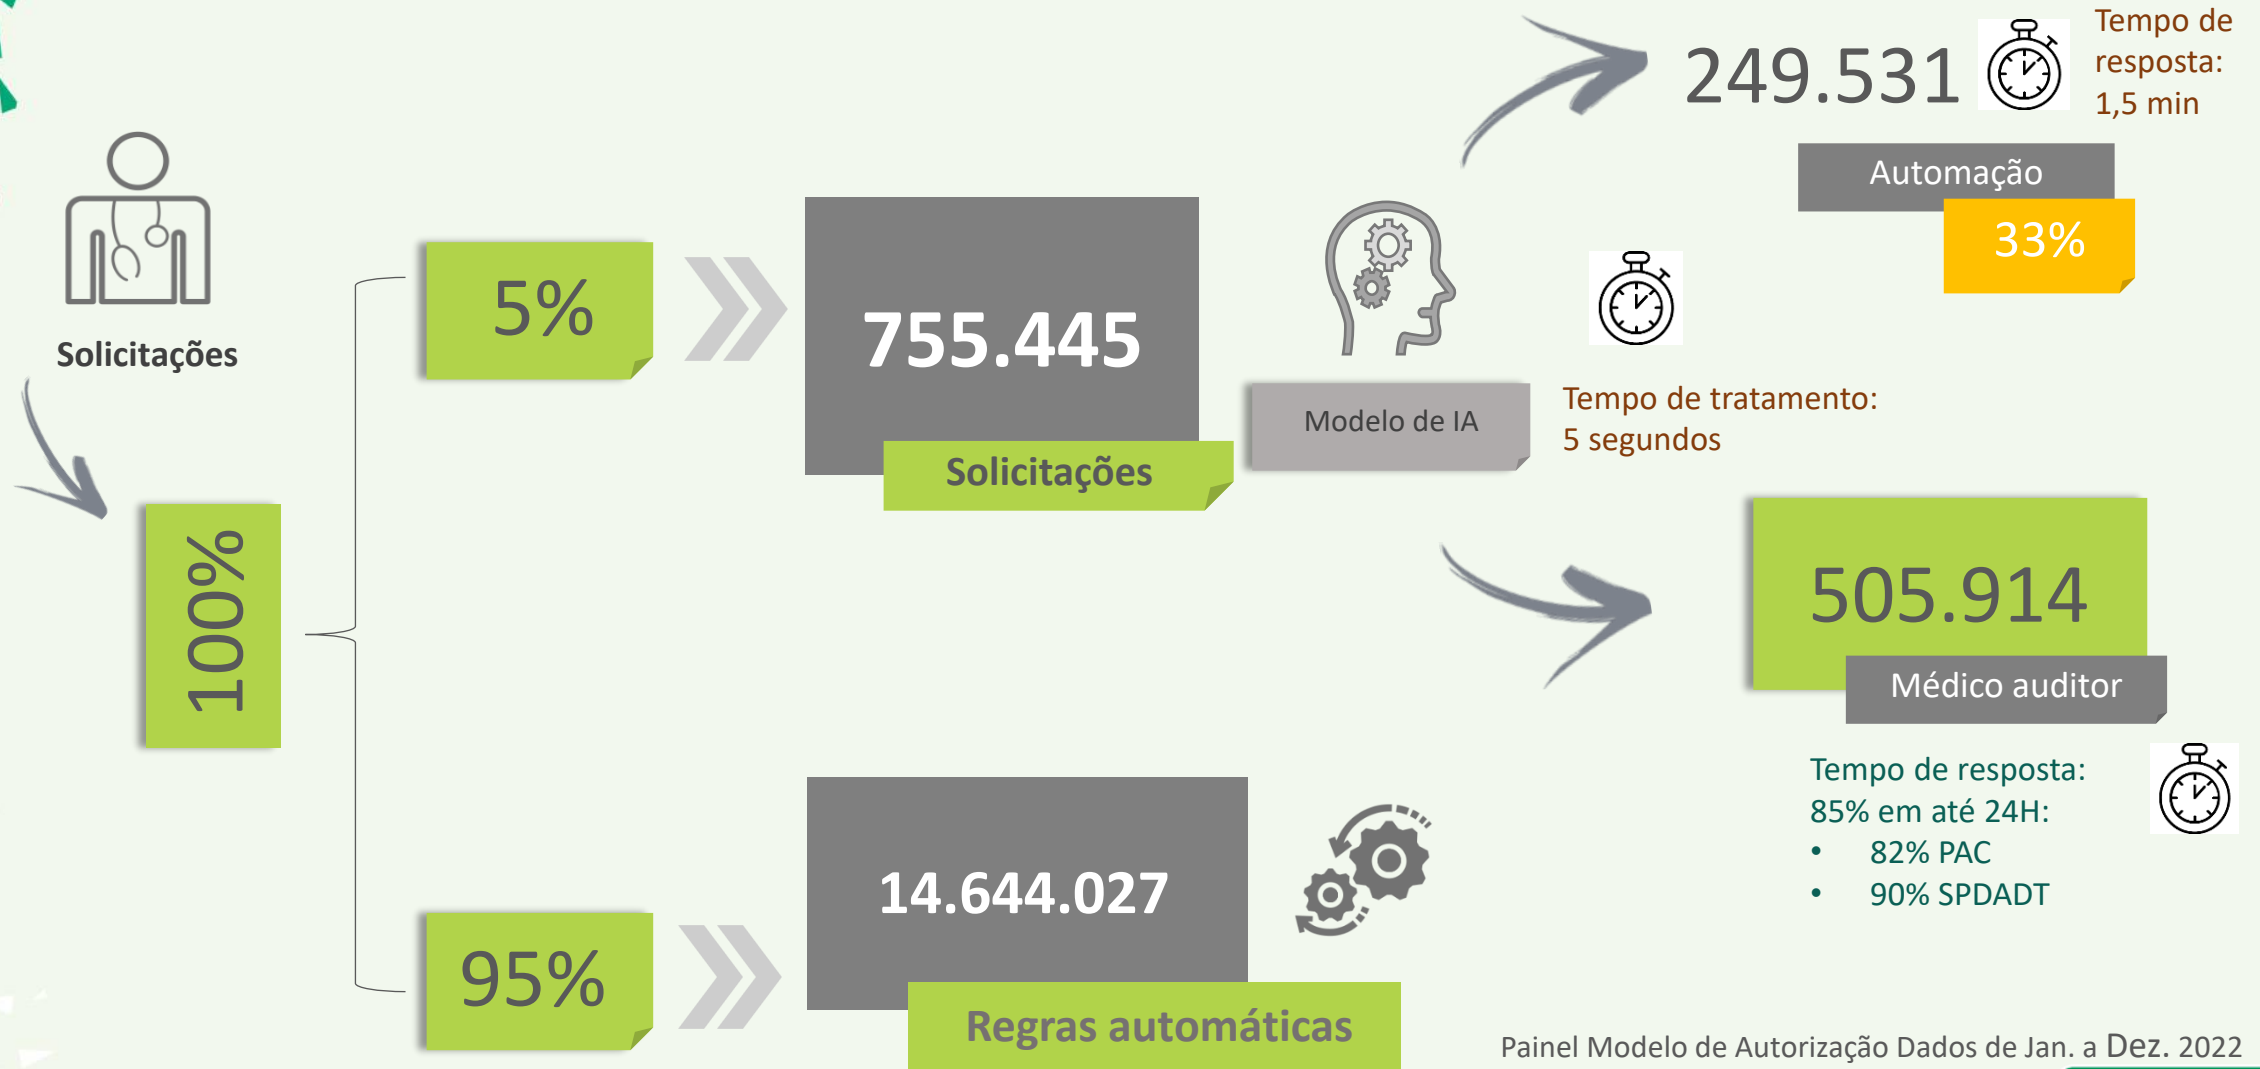 Solicitações
100%
5%
755.445
Solicitações
Modelo de IA
Tempo de tratamento:
5 segundos
249.531
Tempo de
resposta:
1,5 min
Automação
33%
505.914
Médico auditor
Tempo de resposta:
85% em até 24H:
• 82% PAC
• 90% SPDADT
95%
14.644.027
Regras automáticas
Painel Modelo de Autorização Dados de Jan. a Dez. 2022